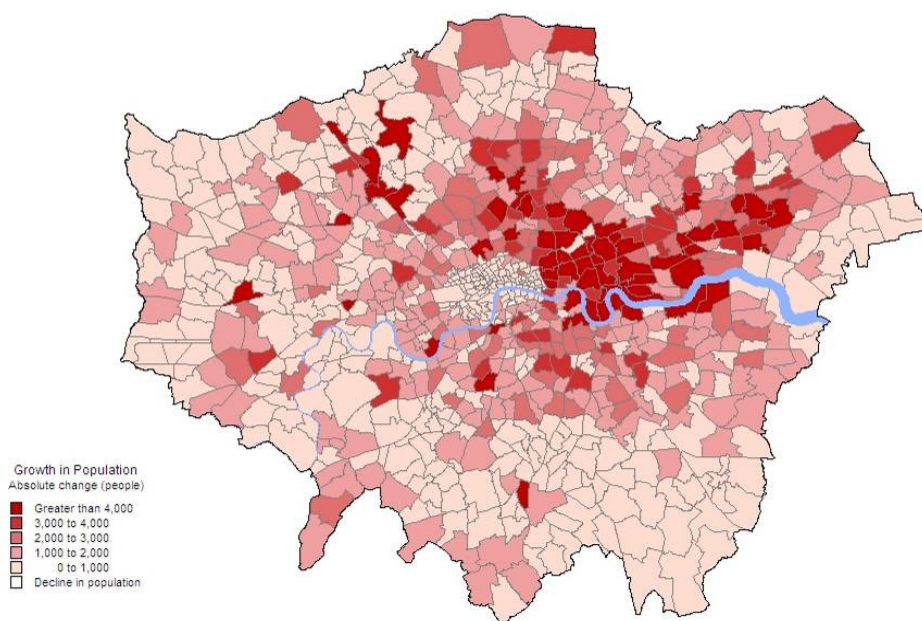 Growth in Population
Absolute change (people)
Greater than 4,000
3,000 to 4,000
2,000 to 3,000
1,000 to 2,000
0 to 1,000
Decline in population